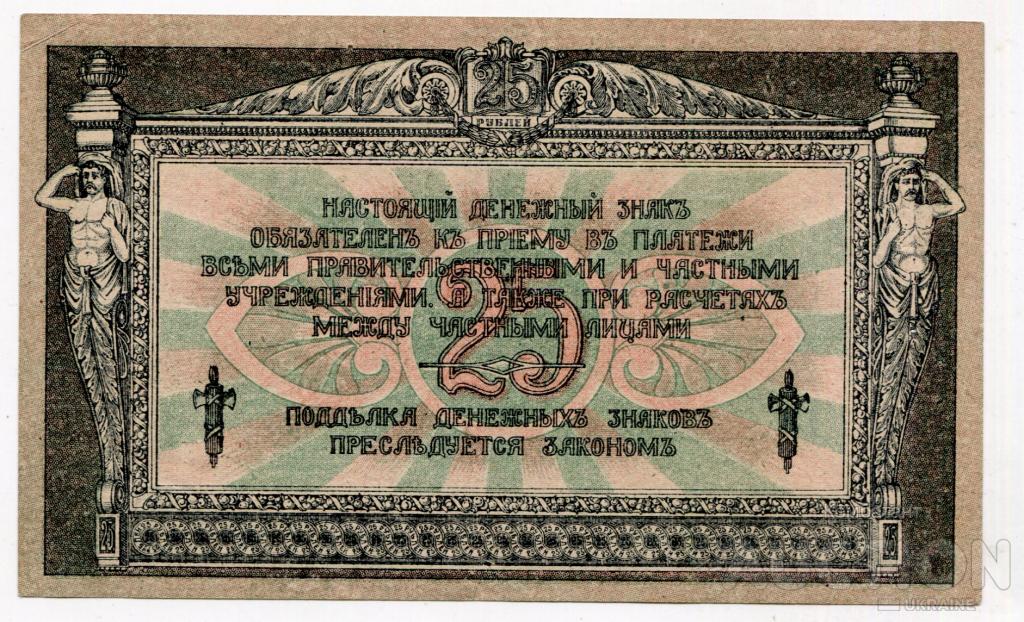 25
РУБЛЕЙ
НАСТОЯЩІЙ ДЕНЕЖНЫЙ ЗНАКЪ
ОБЯЗАТЕЛЕНЪ КЪ ПРІЕМУ ВЪ ПЛАТЕЖИ
ВСѢМИ ПРАВИТЕЛЬСТВЕННЫМИ И ЧАСТНЫМИ
УЧРЕЖДЕНІЯМИ. А ТАКЖЕ ПРИ РАСЧЕТАХЪ
МЕЖДУ ЧАСТНЫМИ ЛИЦАМИ
25
ПОДДѢЛКА ДЕНЕЖНЫХЪ ЗНАКОВЪ
ПРЕСЛѢДУЕТСЯ ЗАКОНОМЪ
25 25
UKRAINE